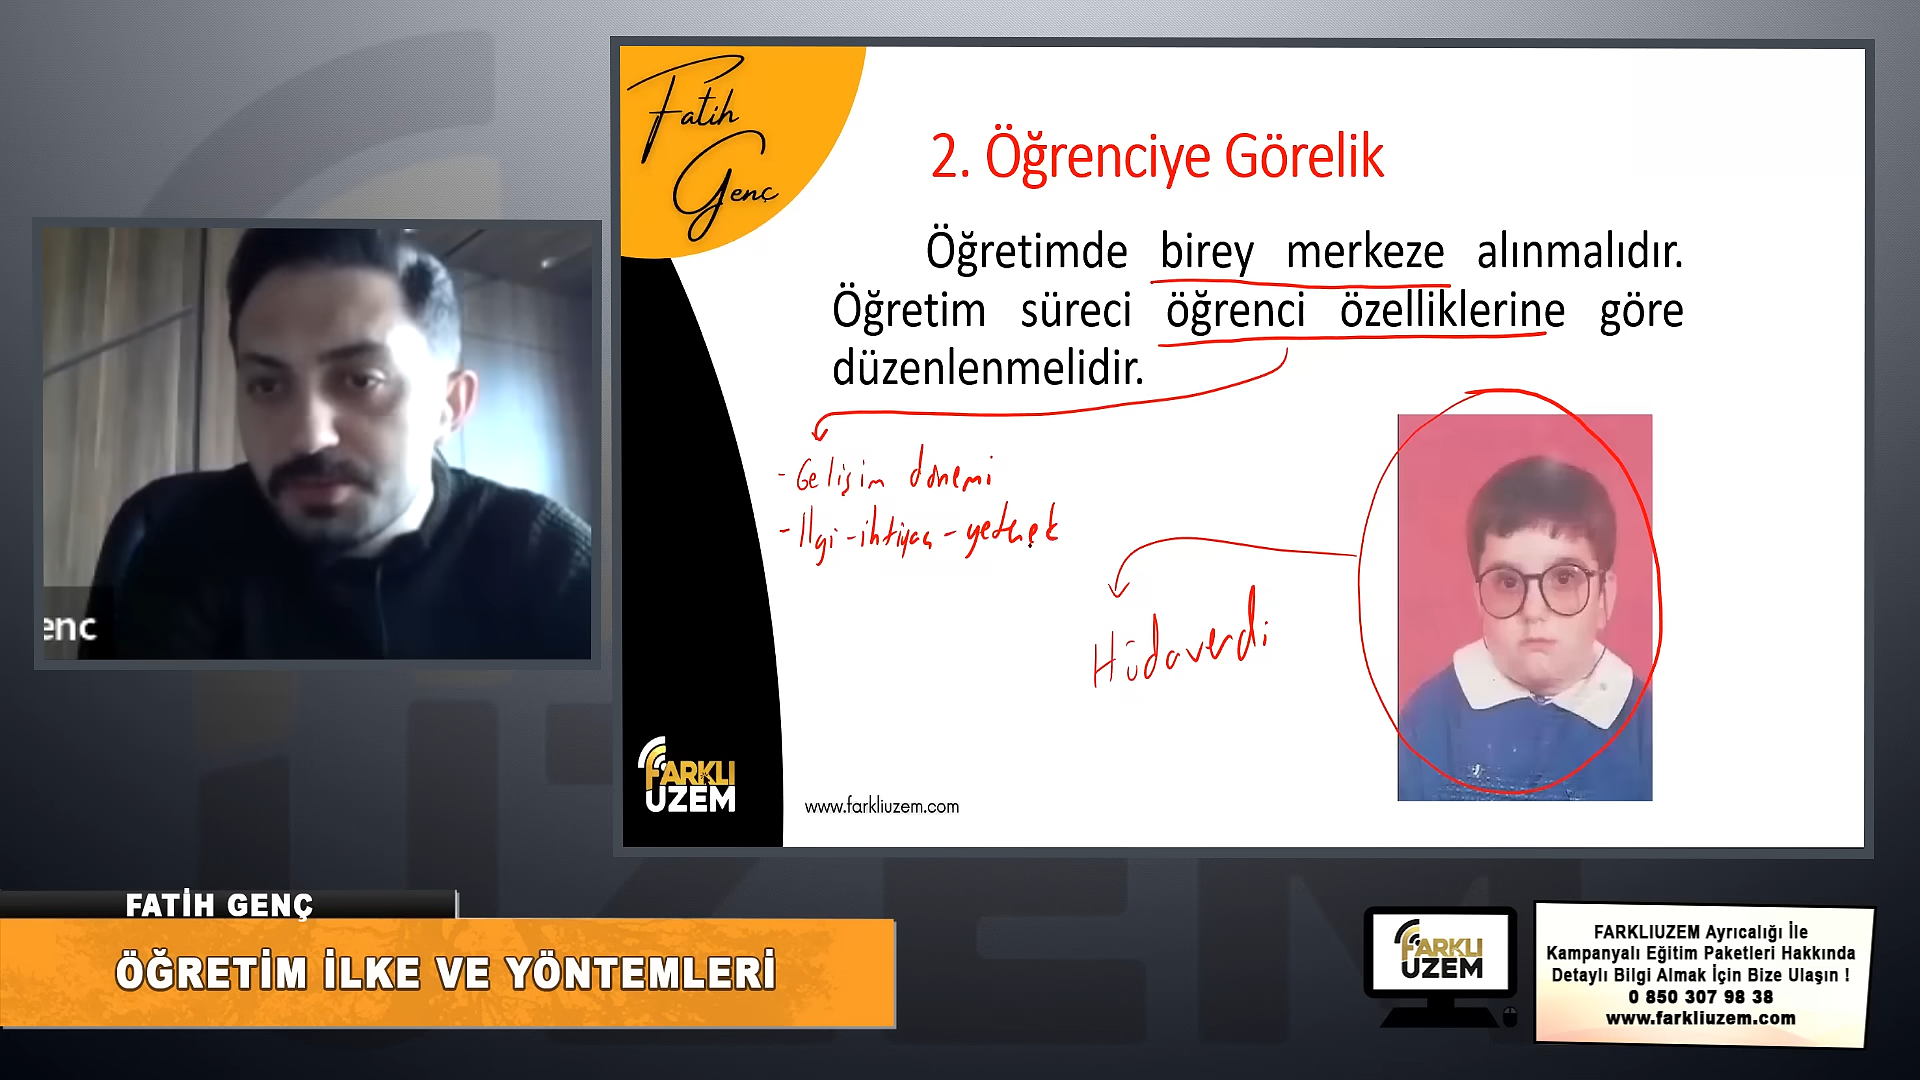 Fatih
Genç
2. Öğrenciye Görelik
Öğretimde birey merkeze alınmalıdır.
Öğretim süreci öğrenci özelliklerine göre
düzenlenmelidir.
- Gelişim dönemi
- İlgi - ihtiyaç - yetenek
Hüdaverdi
enc
FARKLI
UZEM
www.farkliuzem.com
FATİH GENÇ
ÖĞRETİM İLKE VE YÖNTEMLERİ
FARKLI
UZEM
FARKLIUZEM Ayrıcalığı İle
Kampanyalı Eğitim Paketleri Hakkında
Detaylı Bilgi Almak İçin Bize Ulaşın !
0 850 307 98 38
www.farkliuzem.com